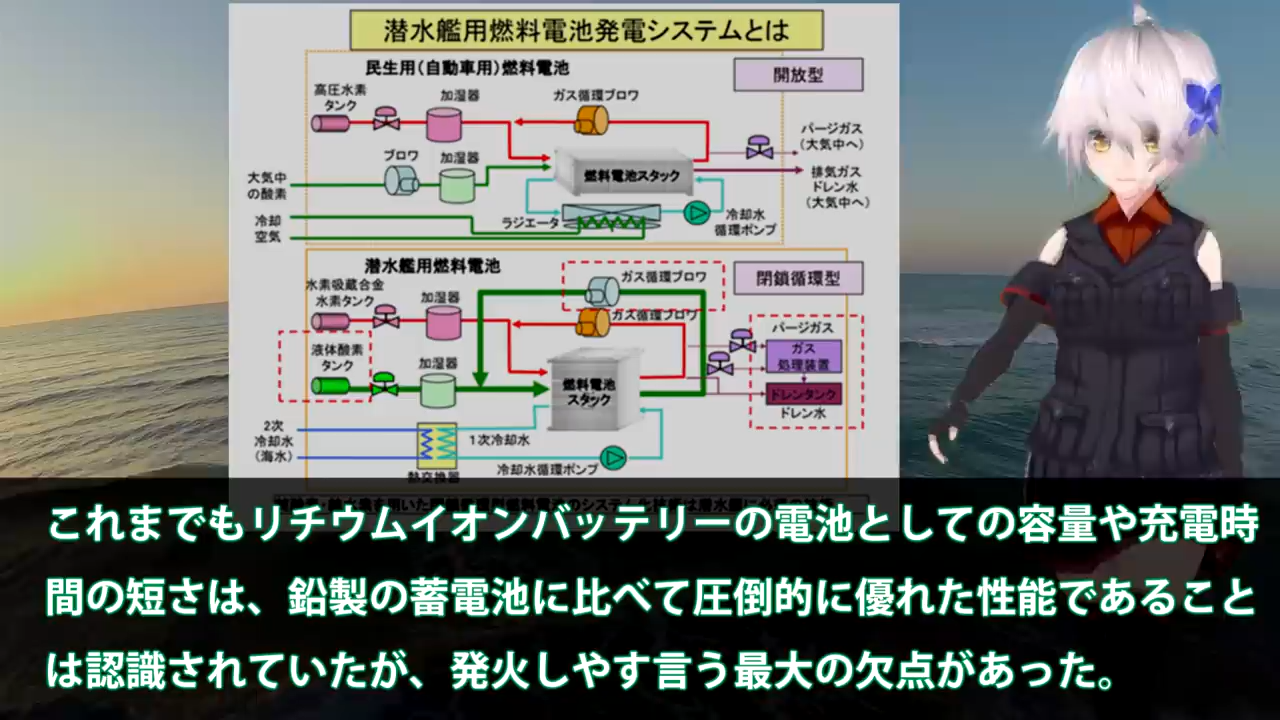 潜水艦用燃料電池発電システムとは
民生用(自動車用)燃料電池
開放型
高圧水素
タンク
加湿器
ガス循環ブロワ
パージガス
(大気中へ)
ブロワ
加湿器
大気中
の酸素
燃料電池スタック
排気ガス
ドレン水
(大気中へ)
冷却
空気
ラジエータ
冷却水
循環ポンプ
潜水艦用燃料電池
閉鎖循環型
水素吸蔵合金
水素タンク
加湿器
ガス循環ブロワ
ガス循環ブロワ
パージガス
ガス
処理装置
液体酸素
タンク
加湿器
燃料電池
スタック
ドレンタンク
ドレン水
2次
冷却水
(海水)
1次冷却水
冷却水循環ポンプ
熱交換器
これまでもリチウムイオンバッテリーの電池としての容量や充電時
間の短さは、鉛製の蓄電池に比べて圧倒的に優れた性能であること
は認識されていたが、発火しやす言う最大の欠点があった。